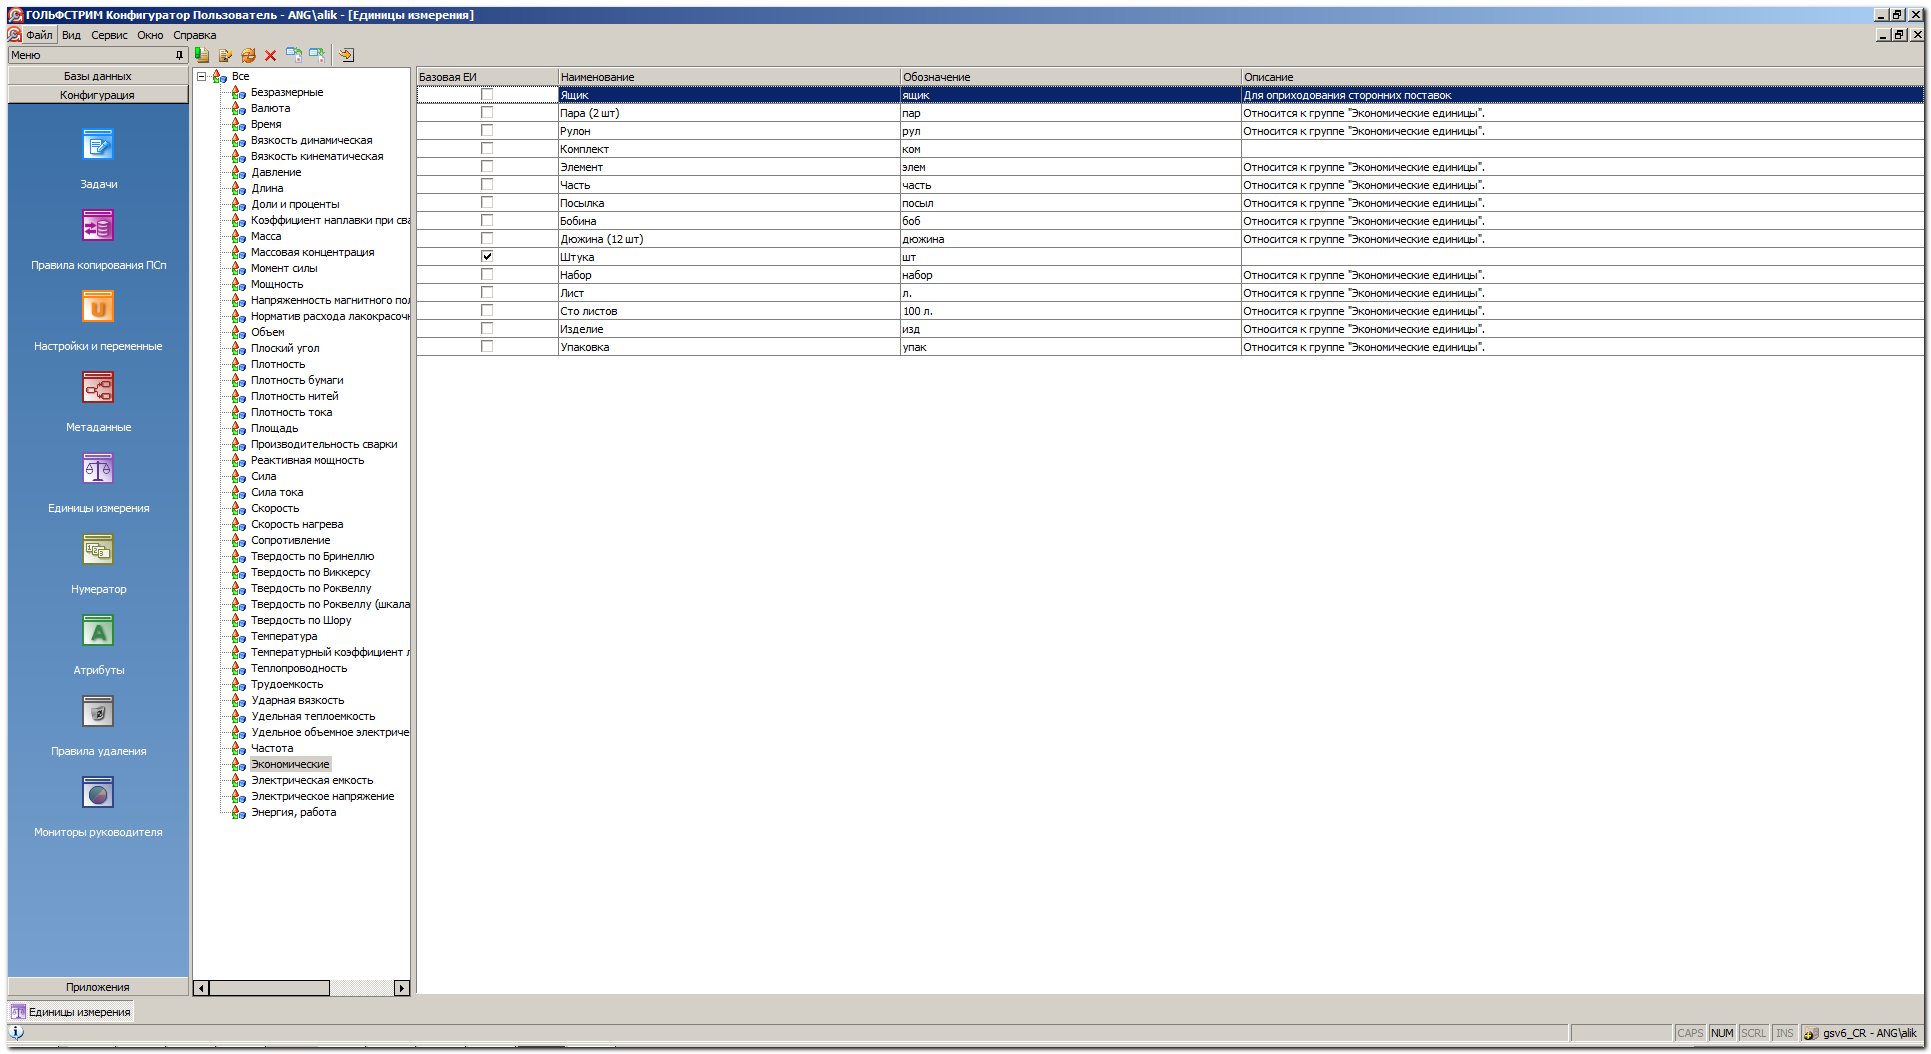 ГОЛЬФСТРИМ Конфигуратор Пользователь - ANG\alik - [Единицы измерения]
Файл Вид Сервис Окно Справка
Меню
Базы данных
Конфигурация
Задачи
Правила копирования ПСп
Настройки и переменные
Метаданные
Единицы измерения
Нумератор
Атрибуты
Правила удаления
Мониторы руководителя
Приложения
Все
Безразмерные
Валюта
Время
Вязкость динамическая
Вязкость кинематическая
Давление
Длина
Доли и проценты
Коэффициент наплавки при сва
Масса
Массовая концентрация
Момент силы
Мощность
Напряженность магнитного пол
Норматив расхода лакокрасочн
Объем
Плоский угол
Плотность
Плотность бумаги
Плотность нитей
Плотность тока
Площадь
Производительность сварки
Реактивная мощность
Сила
Сила тока
Скорость
Скорость нагрева
Сопротивление
Твердость по Бринеллю
Твердость по Виккерсу
Твердость по Роквеллу
Твердость по Роквеллу (шкала
Твердость по Шору
Температура
Температурный коэффициент л
Теплопроводность
Трудоемкость
Ударная вязкость
Удельная теплоемкость
Удельное объемное электриче
Частота
Экономические
Электрическая емкость
Электрическое напряжение
Энергия, работа
Базовая ЕИ Наименование Обозначение Описание
Ящик ящик Для оприходования сторонних поставок
Пара (2 шт) пар Относится к группе "Экономические единицы".
Рулон рул Относится к группе "Экономические единицы".
Комплект ком
Элемент элем Относится к группе "Экономические единицы".
Часть часть Относится к группе "Экономические единицы".
Посылка посыл Относится к группе "Экономические единицы".
Бобина боб Относится к группе "Экономические единицы".
Дюжина (12 шт) дюжина Относится к группе "Экономические единицы".
Штука шт
Набор набор Относится к группе "Экономические единицы".
Лист л. Относится к группе "Экономические единицы".
Сто листов 100 л. Относится к группе "Экономические единицы".
Изделие изд Относится к группе "Экономические единицы".
Упаковка упак Относится к группе "Экономические единицы".
Единицы измерения
CAPS NUM SCRL INS gsv6_CR - ANG\alik